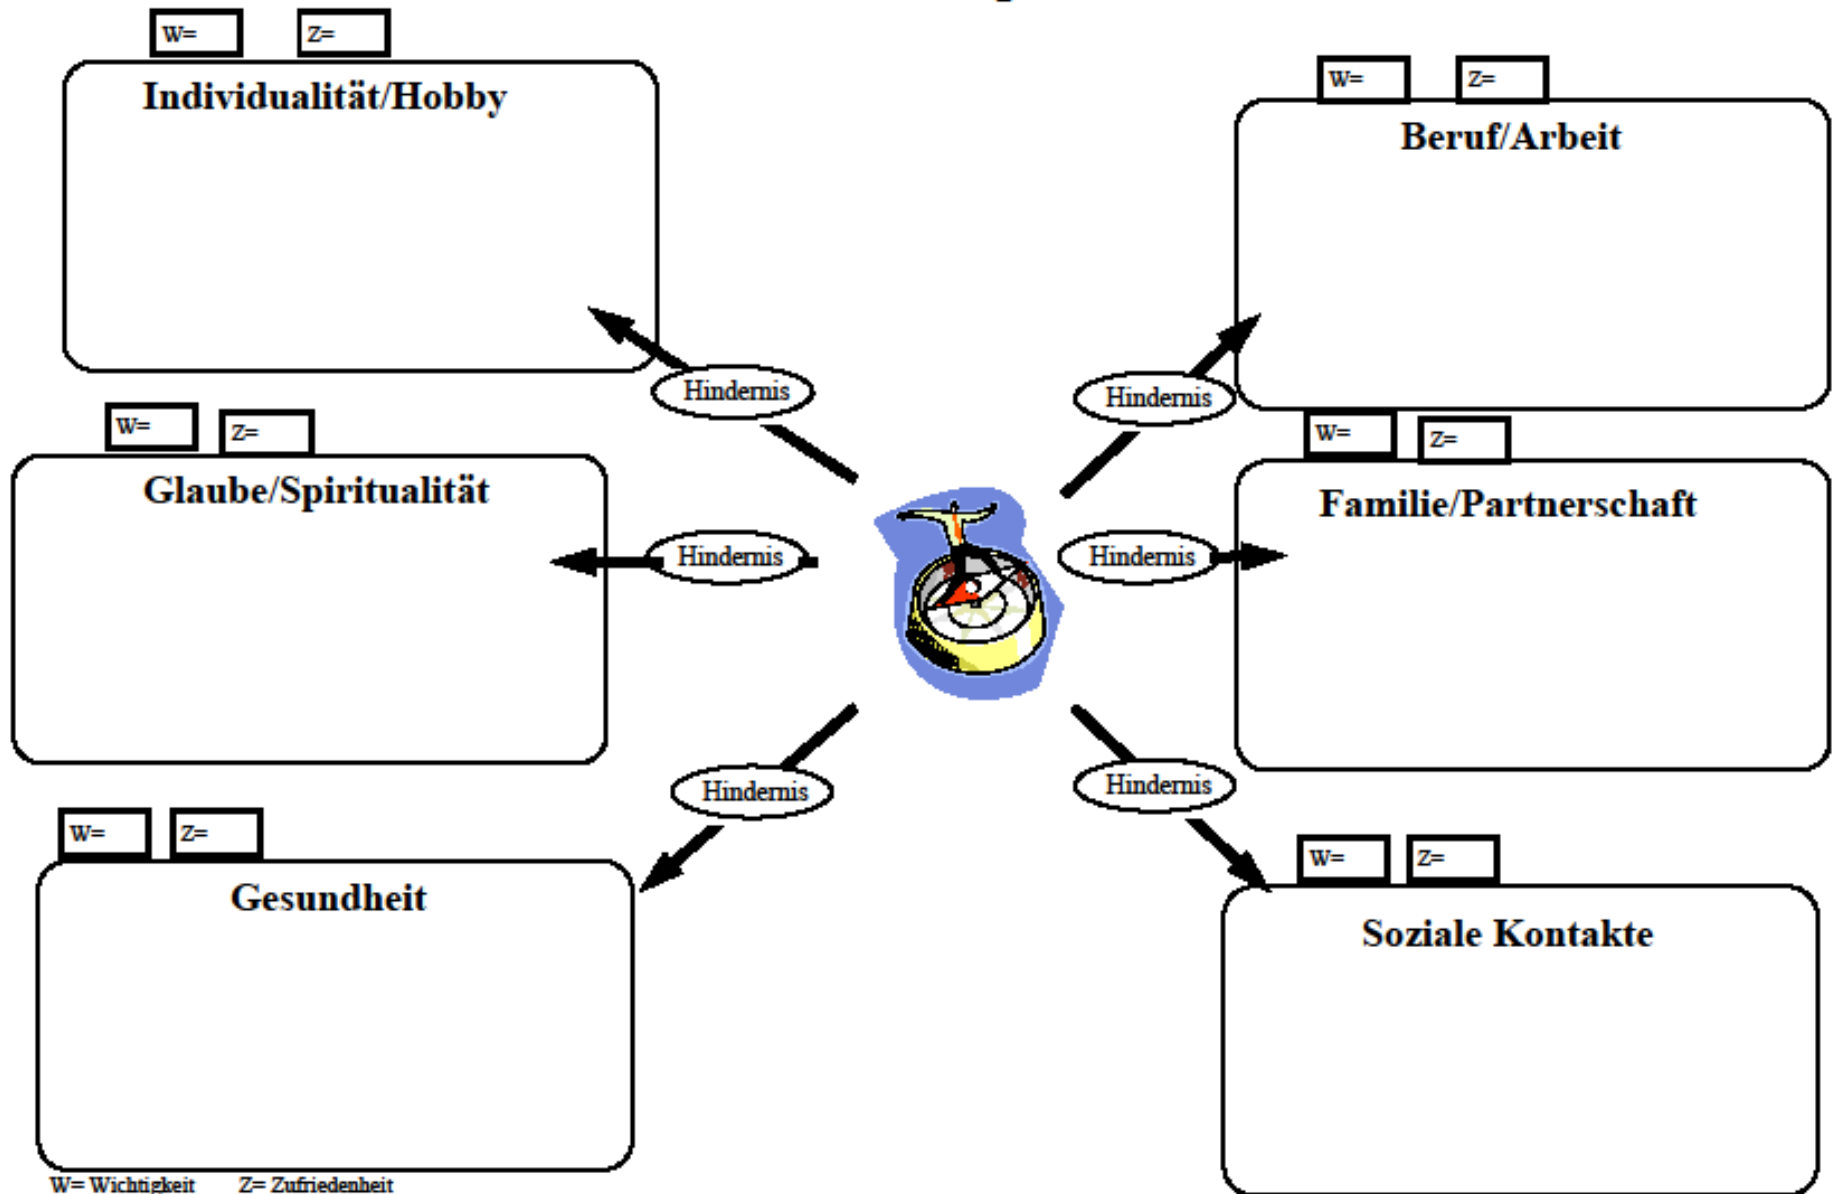 W=
Z=
Individualität/Hobby
W=
Z=
Beruf/Arbeit
Hindernis
Hindernis
W=
Z=
Glaube/Spiritualität
W=
Z=
Familie/Partnerschaft
Hindernis
Hindernis
Hindernis
Hindernis
W=
Z=
Gesundheit
W=
Z=
Soziale Kontakte
W= Wichtigkeit Z= Zufriedenheit